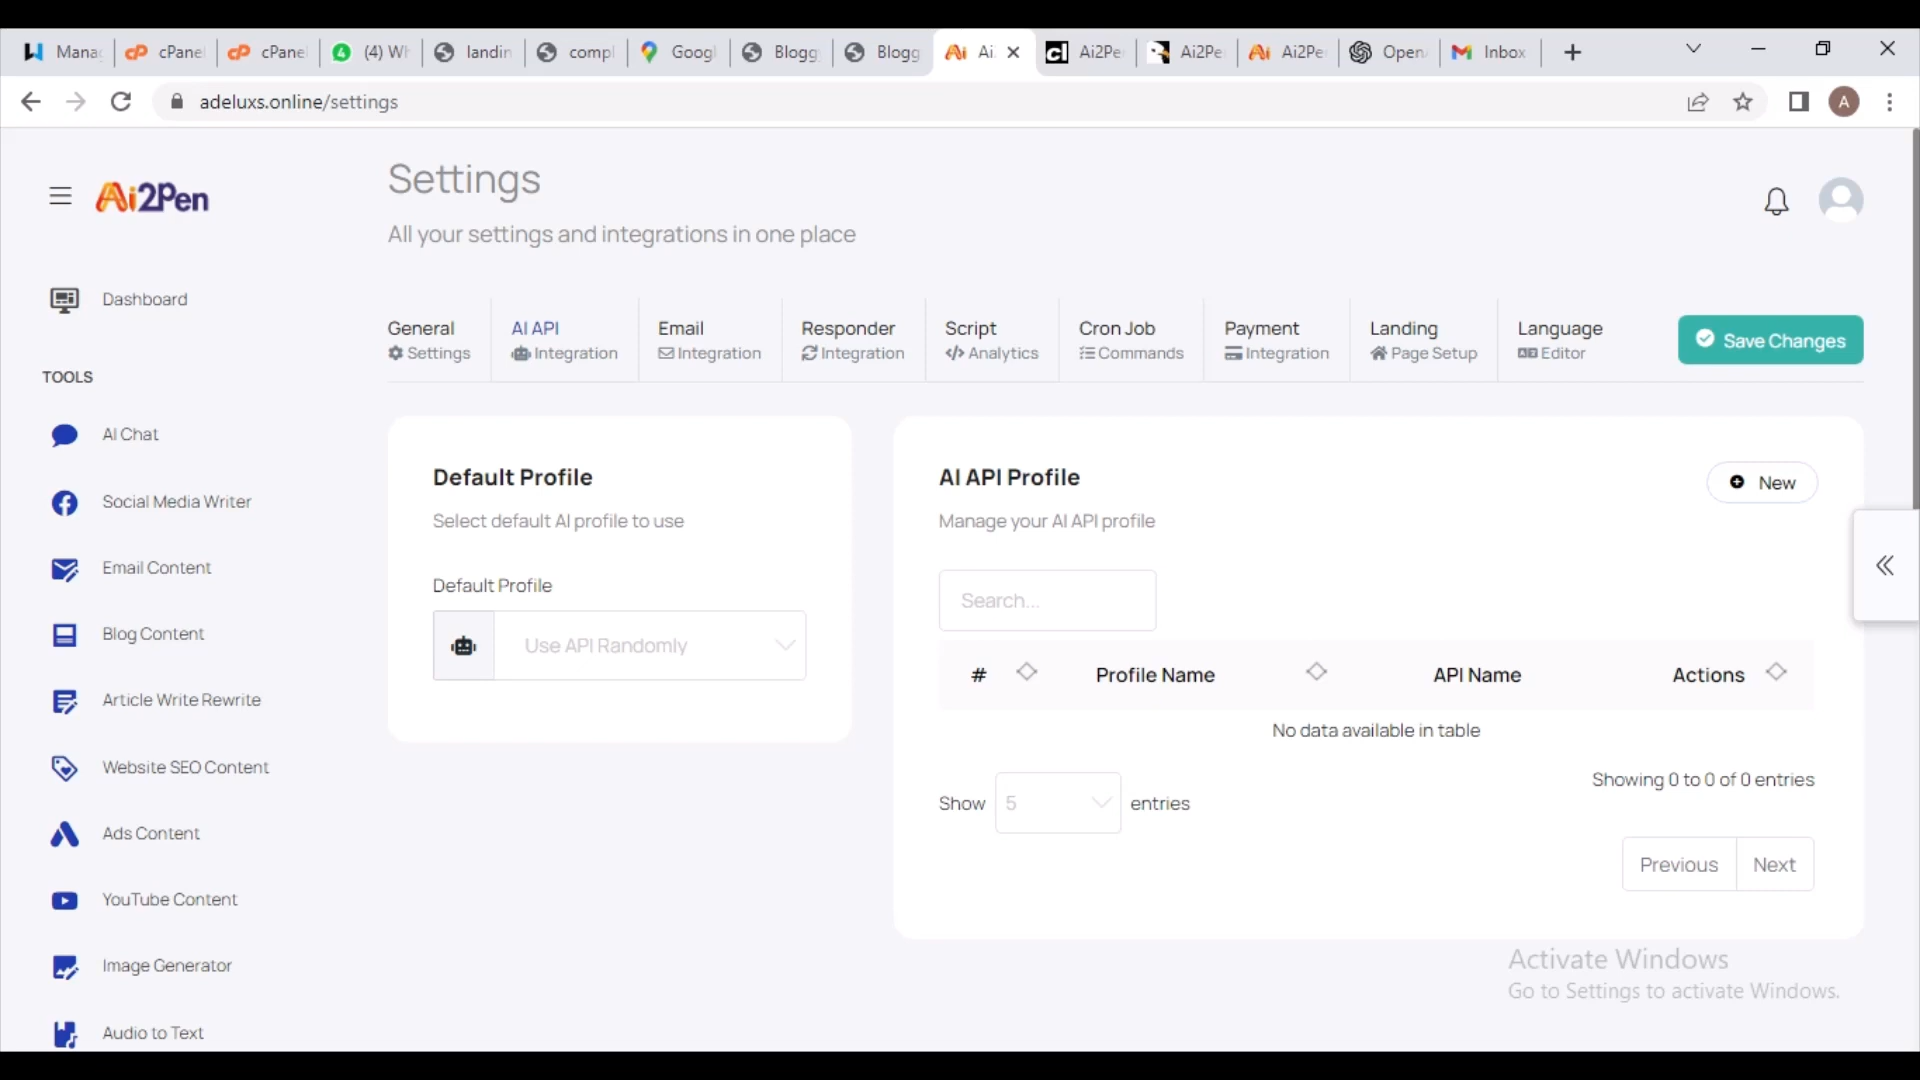 Manag
cPanel
cPanel
(4) Wh
landin
compl
Googl
Blogg
Blogg
Ai
Ai2Pe
Ai2Pe
Ai2Pe
OpenA
Inbox
adeluxs.online/settings
A
Ai2Pen
Settings
All your settings and integrations in one place
Dashboard
TOOLS
AI Chat
Social Media Writer
Email Content
Blog Content
Article Write Rewrite
Website SEO Content
Ads Content
YouTube Content
Image Generator
Audio to Text
General
Settings
AI API
Integration
Email
Integration
Responder
Integration
Script
Analytics
Cron Job
Commands
Payment
Integration
Landing
Page Setup
Language
Editor
Save Changes
Default Profile
Select default AI profile to use
Default Profile
Use API Randomly
AI API Profile
New
Manage your AI API profile
Search...
# Profile Name API Name Actions
No data available in table
Showing 0 to 0 of 0 entries
Show 5 entries
Previous Next
Activate Windows
Go to Settings to activate Windows.